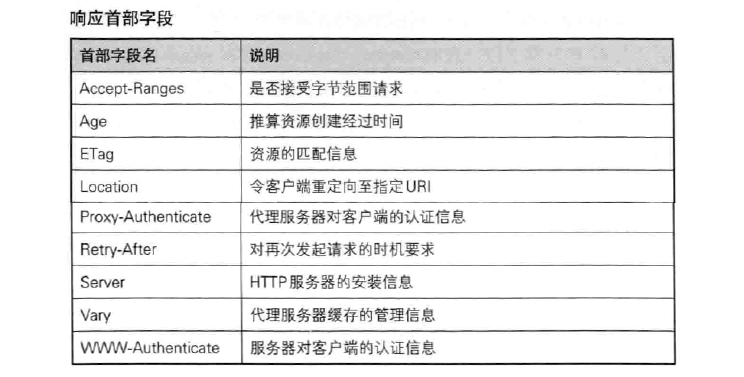 响应首部字段
首部字段名 说明
Accept-Ranges 是否接受字节范围请求
Age 推算资源创建经过时间
ETag 资源的匹配信息
Location 令客户端重定向至指定URI
Proxy-Authenticate 代理服务器对客户端的认证信息
Retry-After 对再次发起请求的时机要求
Server HTTP服务器的安装信息
Vary 代理服务器缓存的管理信息
WWW-Authenticate 服务器对客户端的认证信息